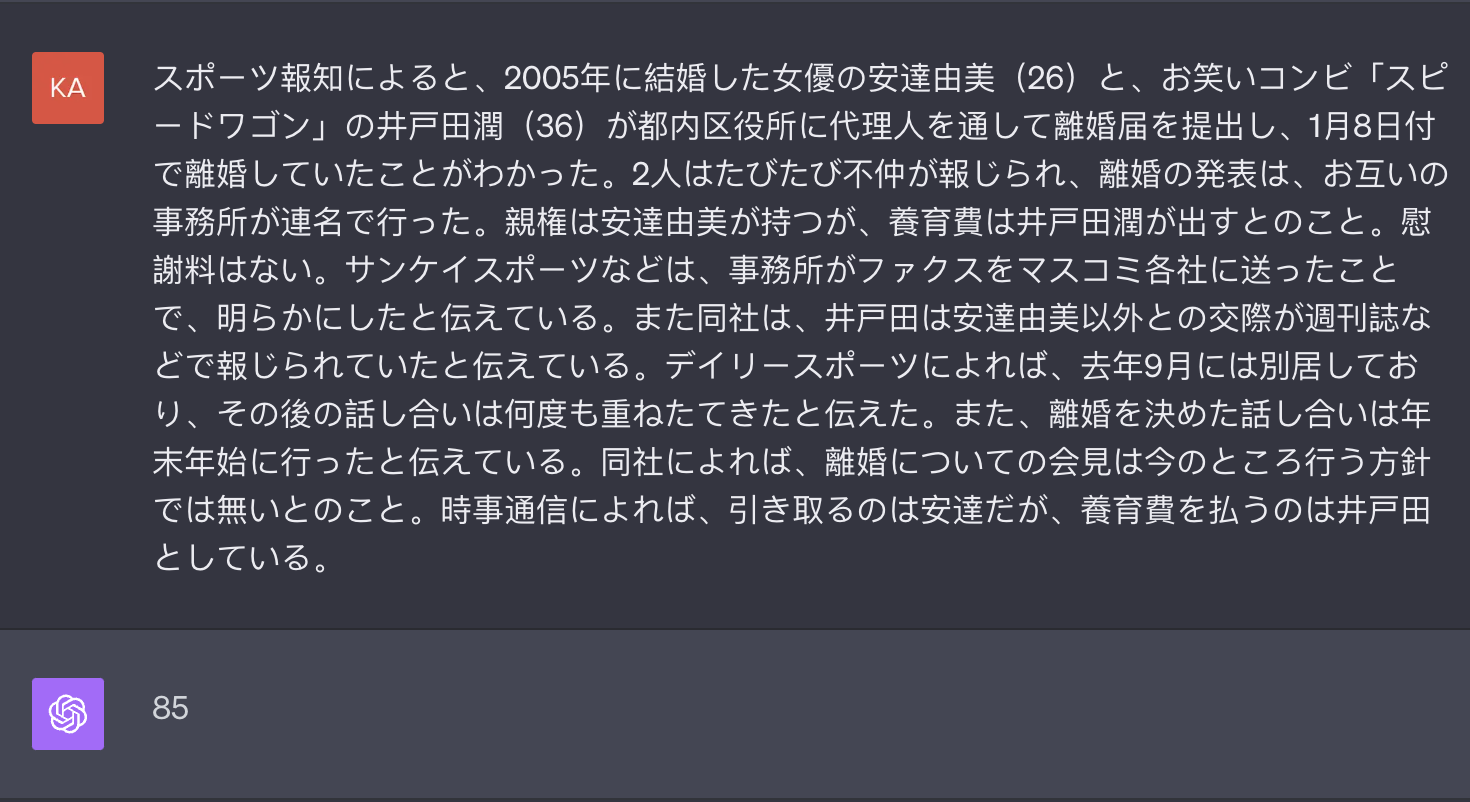 KA
スポーツ報知によると、2005年に結婚した女優の安達由美（26）と、お笑いコンビ「スピ
ードワゴン」の井戸田潤（36）が都内区役所に代理人を通して離婚届を提出し、1月8日付
で離婚していたことがわかった。2人はたびたび不仲が報じられ、離婚の発表は、お互いの
事務所が連名で行った。親権は安達由美が持つが、養育費は井戸田潤が出すとのこと。慰
謝料はない。サンケイスポーツなどは、事務所がファクスをマスコミ各社に送ったこと
で、明らかにしたと伝えている。また同社は、井戸田は安達由美以外との交際が週刊誌な
どで報じられていたと伝えている。デイリースポーツによれば、去年9月には別居してお
り、その後の話し合いは何度も重ねたてきたと伝えた。また、離婚を決めた話し合いは年
末年始に行ったと伝えている。同社によれば、離婚についての会見は今のところ行う方針
では無いとのこと。時事通信によれば、引き取るのは安達だが、養育費を払うのは井戸田
としている。
85